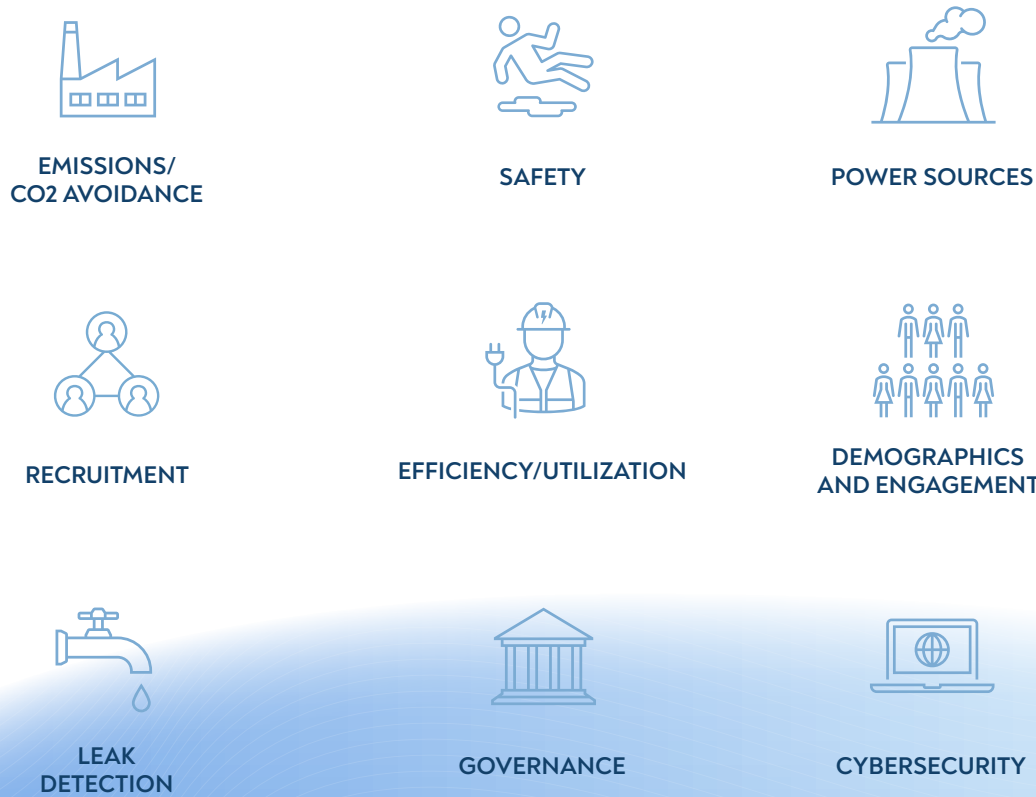 EMISSIONS/
CO2 AVOIDANCE
SAFETY
POWER SOURCES
RECRUITMENT
EFFICIENCY/UTILIZATION
DEMOGRAPHICS
AND ENGAGEMENT
LEAK
DETECTION
GOVERNANCE
CYBERSECURITY